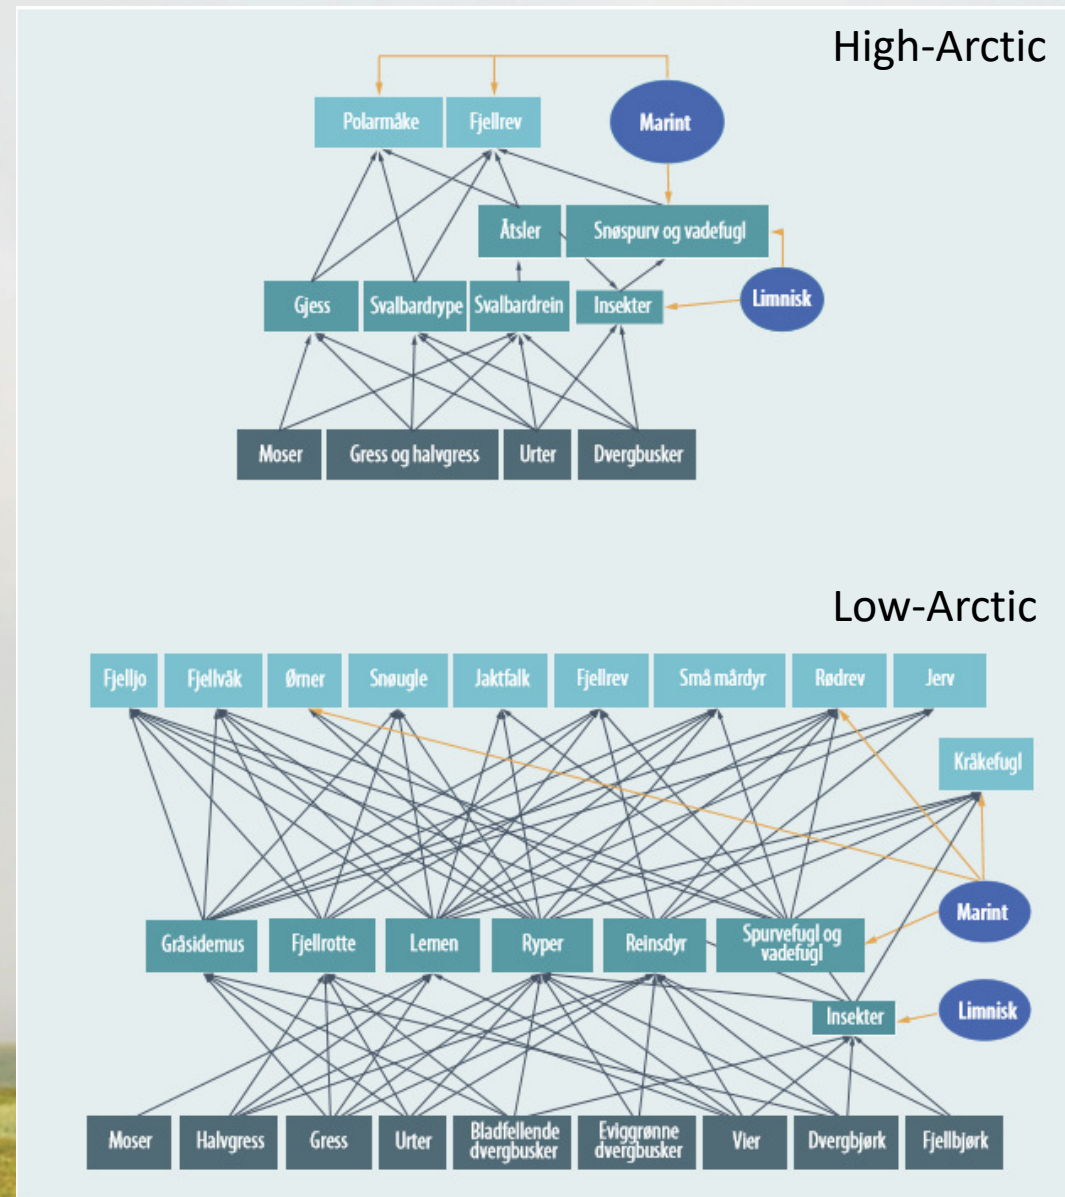 High-Arctic
Polarmåke
Fjellrev
Marint
Åtsler
Snøspurv og vadefugl
Gjess
Svalbardrype
Svalbardrein
Insekter
Limnisk
Moser
Gress og halvgress
Urter
Dvergbusker
Low-Arctic
Fjelljo
Fjellvåk
Ørner
Snøugle
Jaktfalk
Fjellrev
Små mårdyr
Rødrev
Jerv
Kråkefugl
Gråsidemus
Fjellrotte
Lemen
Ryper
Reinsdyr
Spurvefugl og
vadefugl
Marint
Insekter
Limnisk
Moser
Halvgress
Gress
Urter
Bladfellende
dvergbusker
Eviggrønne
dvergbusker
Vier
Dvergbjørk
Fjellbjørk